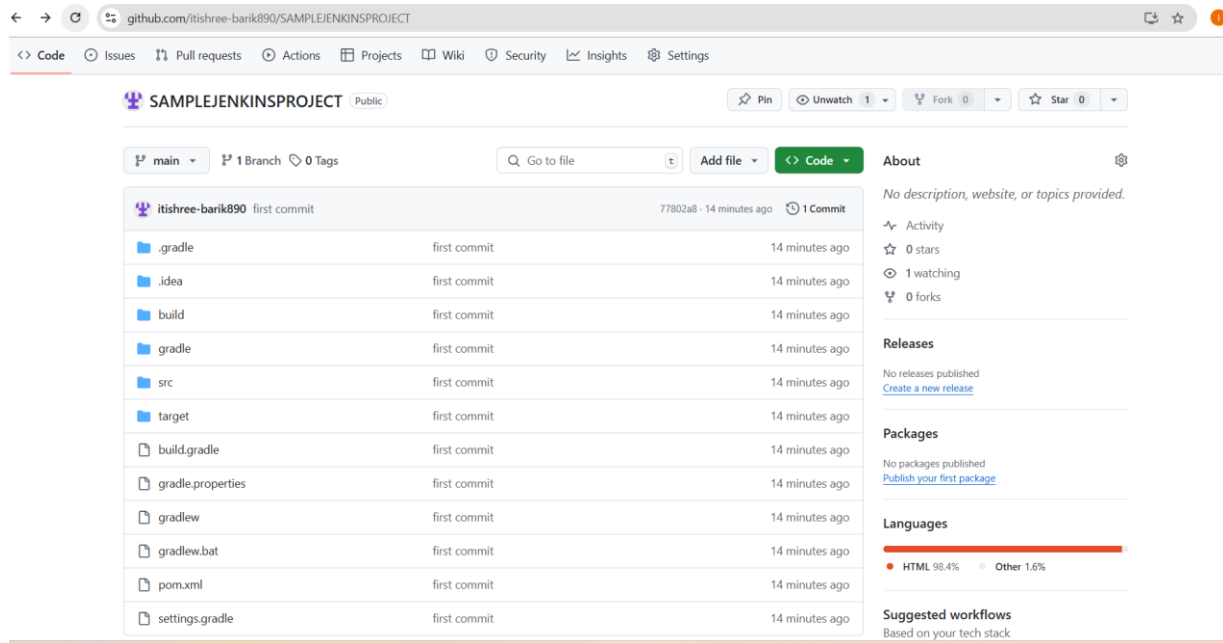 github.com/itishree-barik890/SAMPLEJENKINSPROJECT
Code Issues Pull requests Actions Projects Wiki Security Insights Settings
SAMPLEJENKINSPROJECT Public Pin Unwatch 1 Fork 0 Star 0
main 1 Branch 0 Tags Go to file t Add file Code About
No description, website, or topics provided.
itishree-barik890 first commit 77802a8 · 14 minutes ago 1 Commit
Activity
.gradle first commit 14 minutes ago
0 stars
.idea first commit 14 minutes ago
1 watching
build first commit 14 minutes ago
0 forks
gradle first commit 14 minutes ago
Releases
src first commit 14 minutes ago
No releases published
Create a new release
target first commit 14 minutes ago
Packages
build.gradle first commit 14 minutes ago
No packages published
Publish your first package
gradle.properties first commit 14 minutes ago
gradlew first commit 14 minutes ago
Languages
gradlew.bat first commit 14 minutes ago
HTML 98.4% Other 1.6%
pom.xml first commit 14 minutes ago
settings.gradle first commit 14 minutes ago
Suggested workflows
Based on your tech stack